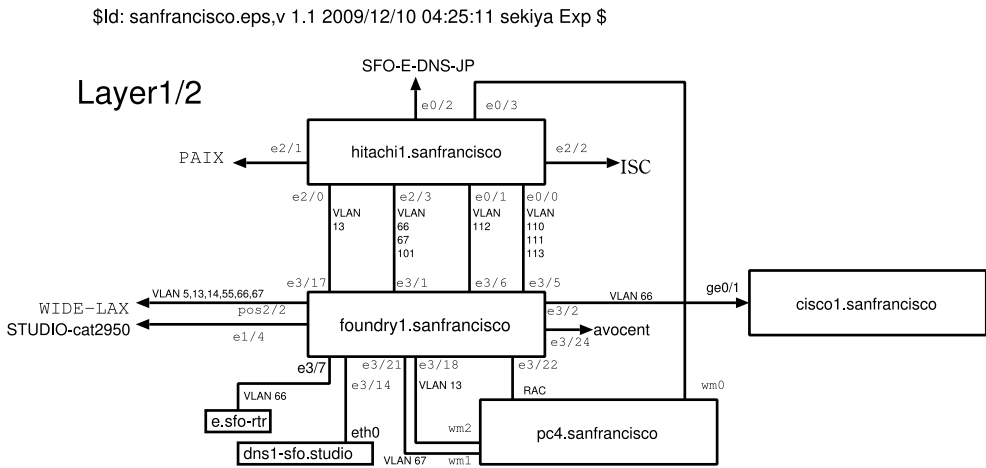 $Id: sanfrancisco.eps,v 1.1 2009/12/10 04:25:11 sekiya Exp $
Layer1/2
SFO-E-DNS-JP
e0/2
e0/3
hitachi1.sanfrancisco
PAIX
e2/1
e2/2
ISC
e2/0
e2/3
e0/1
e0/0
VLAN
13
VLAN
66
67
101
VLAN
112
VLAN
110
111
113
e3/17
e3/1
e3/6
e3/5
VLAN 5,13,14,55,66,67
WIDE-LAX
pos2/2
STUDIO-cat2950
e1/4
foundry1.sanfrancisco
e3/2
VLAN 66
ge0/1
cisco1.sanfrancisco
avocent
e3/24
e3/7
e3/14
e3/21
e3/18
e3/22
VLAN 66
VLAN 13
RAC
wm0
e.sfo-rtr
eth0
dns1-sfo.studio
VLAN 67
wm2
wm1
pc4.sanfrancisco